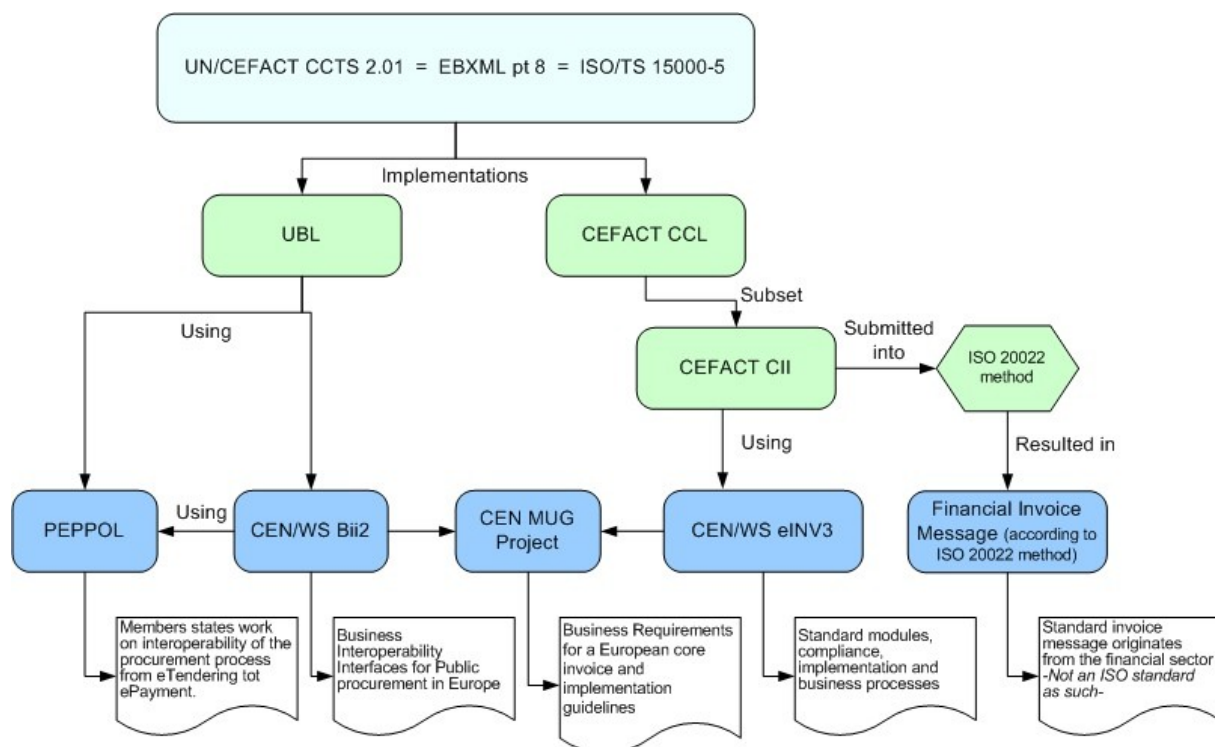 UN/CEFACT CCTS 2.01 = EBXML pt 8 = ISO/TS 15000-5
Implementations
UBL
CEFACT CCL
Subset
Using
CEFACT CII
Submitted
into
ISO 20022
method
Using
Resulted in
PEPPOL
Using
CEN/WS Bii2
CEN MUG
Project
CEN/WS eINV3
Financial Invoice
Message (according to
ISO 20022 method)
Members states work
on interoperability of the
procurement process
from eTendering tot
ePayment.
Business
Interoperability
Interfaces for Public
procurement in Europe
Business Requirements
for a European core
invoice and
implementation
guidelines
Standard modules,
compliance,
implementation and
business processes
Standard invoice
message originates
from the financial sector
-Not an ISO standard
as such-